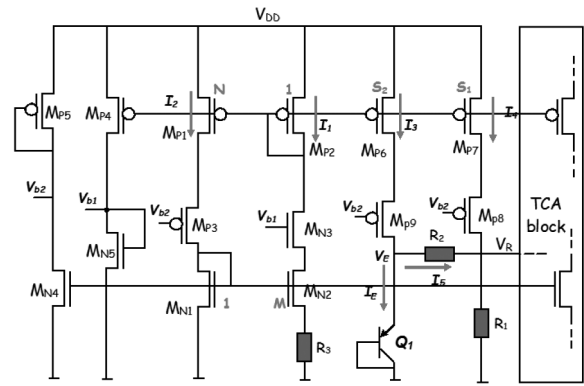 VDD
N 1 S2 S1
MP5 MP4 I2 MP1 I1 MP2 I3 MP6 I4 MP7
Vb2 Vb1 Vb2 MP3 Vb1 MN3 Vb2 Mp9 Vb2 Mp8
TCA
block
MN5 R2 VR
VE
MN4 MN1 1 M MN2 IE I5
R3 Q1 R1